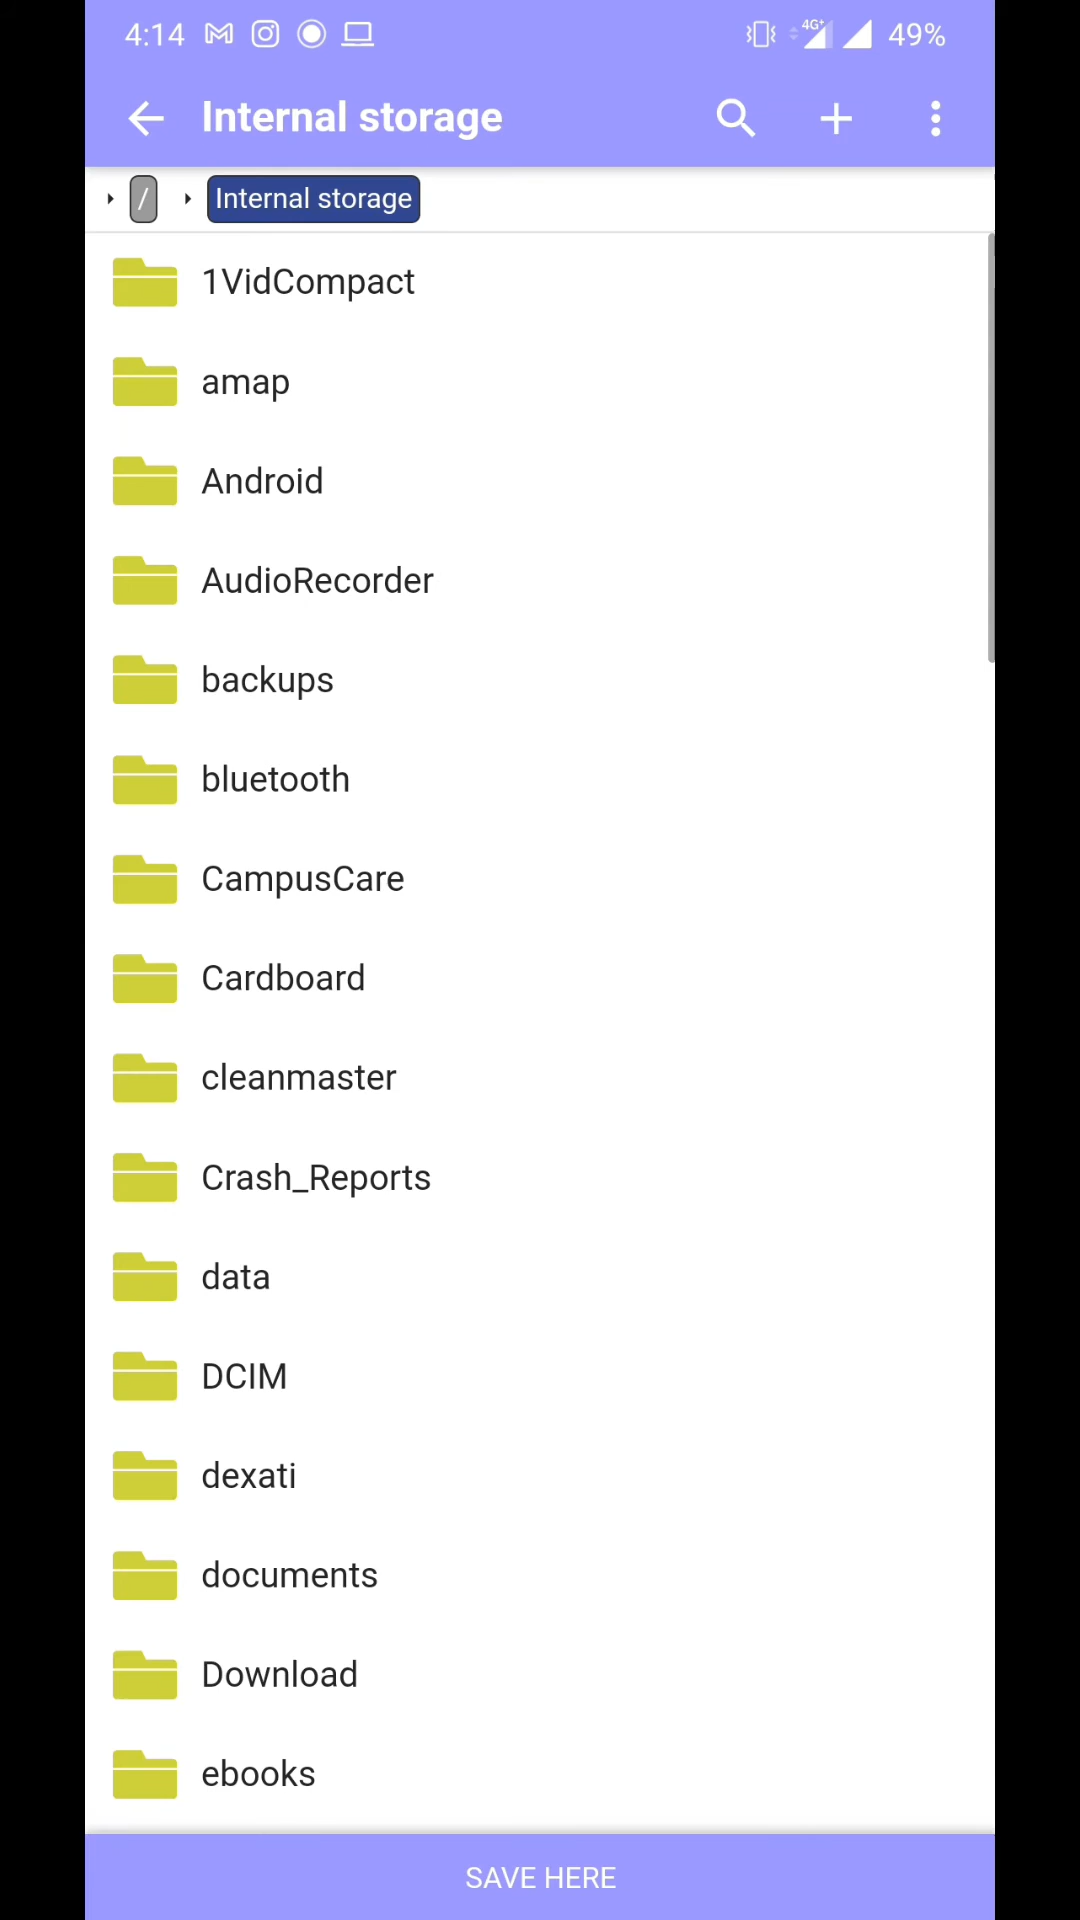 4:14 4G+ 49%
Internal storage
/ Internal storage
1VidCompact
amap
Android
AudioRecorder
backups
bluetooth
CampusCare
Cardboard
cleanmaster
Crash_Reports
data
DCIM
dexati
documents
Download
ebooks
SAVE HERE